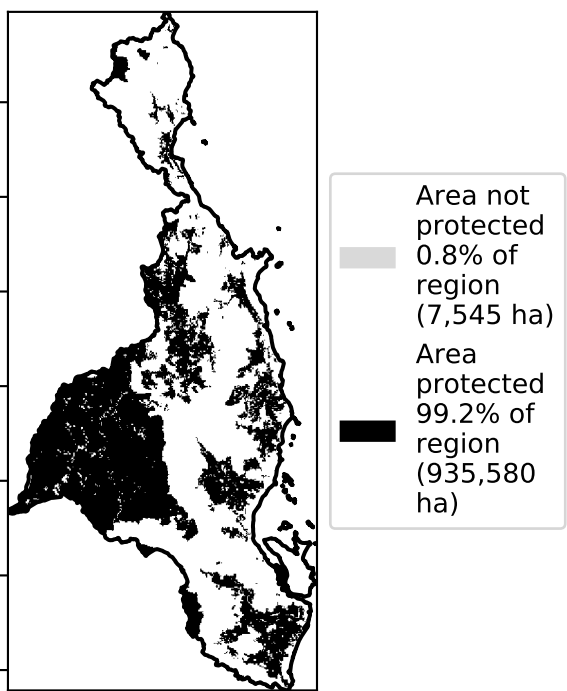 Area not
protected
0.8% of
region
(7,545 ha)
Area
protected
99.2% of
region
(935,580
ha)